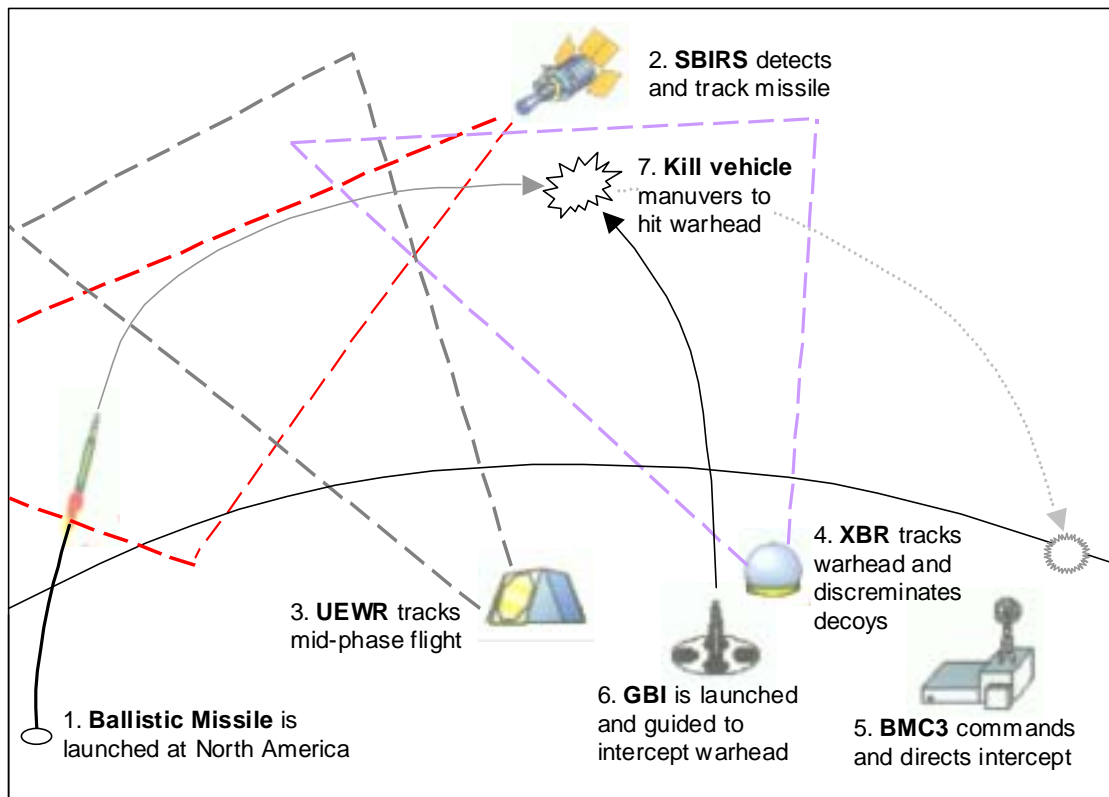 2. SBIRS detects
and track missile
7. Kill vehicle
manuvers to
hit warhead
4. XBR tracks
warhead and
discreminates
decoys
3. UEWR tracks
mid-phase flight
6. GBI is launched
and guided to
intercept warhead
5. BMC3 commands
and directs intercept
1. Ballistic Missile is
launched at North America